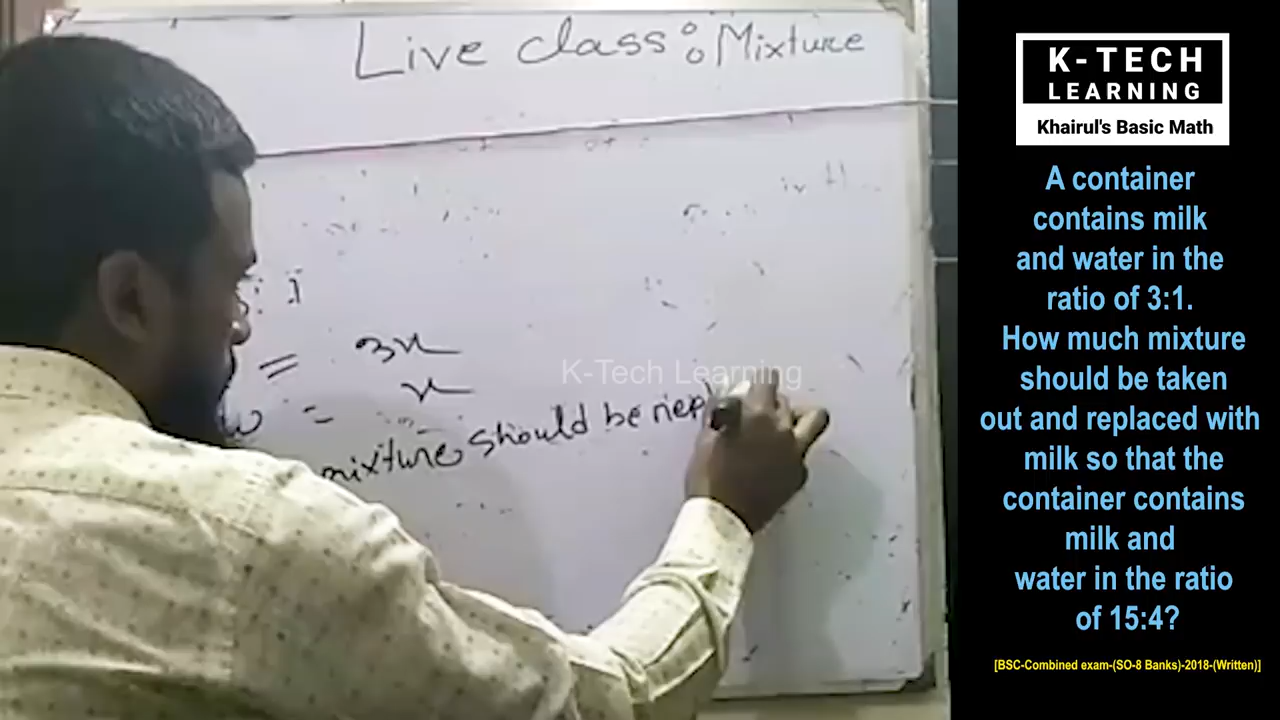 Live class : Mixture
: 1
= 3x
w = x
mixture should be rep
K-Tech Learning
K-TECH
LEARNING
Khairul's Basic Math
A container
contains milk
and water in the
ratio of 3:1.
How much mixture
should be taken
out and replaced with
milk so that the
container contains
milk and
water in the ratio
of 15:4?
[BSC-Combined exam-(SO-8 Banks)-2018-(Written)]